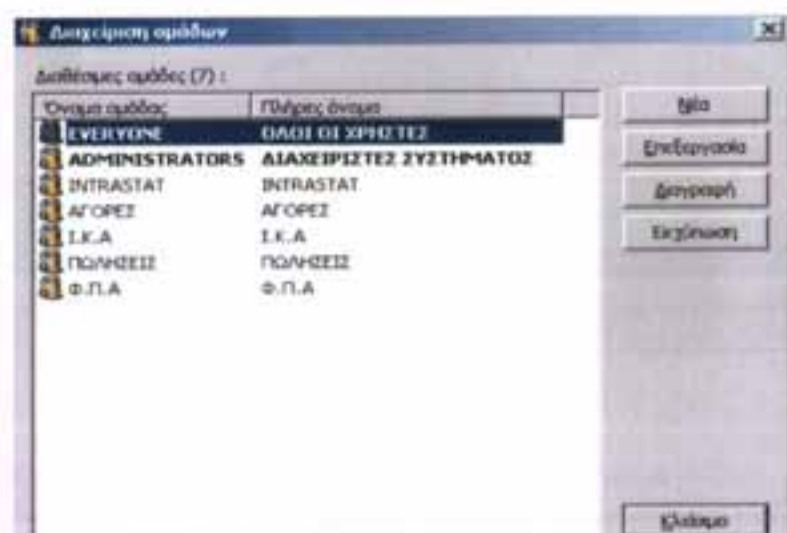 Διαχείριση ομάδων
Διαθέσιμες ομάδες (7) :
Όνομα ομάδας Πλήρες όνομα
EVERYONE ΟΛΟΙ ΟΙ ΧΡΗΣΤΕΣ
ADMINISTRATORS ΔΙΑΧΕΙΡΙΣΤΕΣ ΣΥΣΤΗΜΑΤΟΣ
INTRASTAT INTRASTAT
ΑΓΟΡΕΣ ΑΓΟΡΕΣ
Ι.Κ.Α Ι.Κ.Α
ΠΩΛΗΣΕΙΣ ΠΩΛΗΣΕΙΣ
Φ.Π.Α Φ.Π.Α
Νέα
Επεξεργασία
Διαγραφή
Εκτύπωση
Κλείσιμο